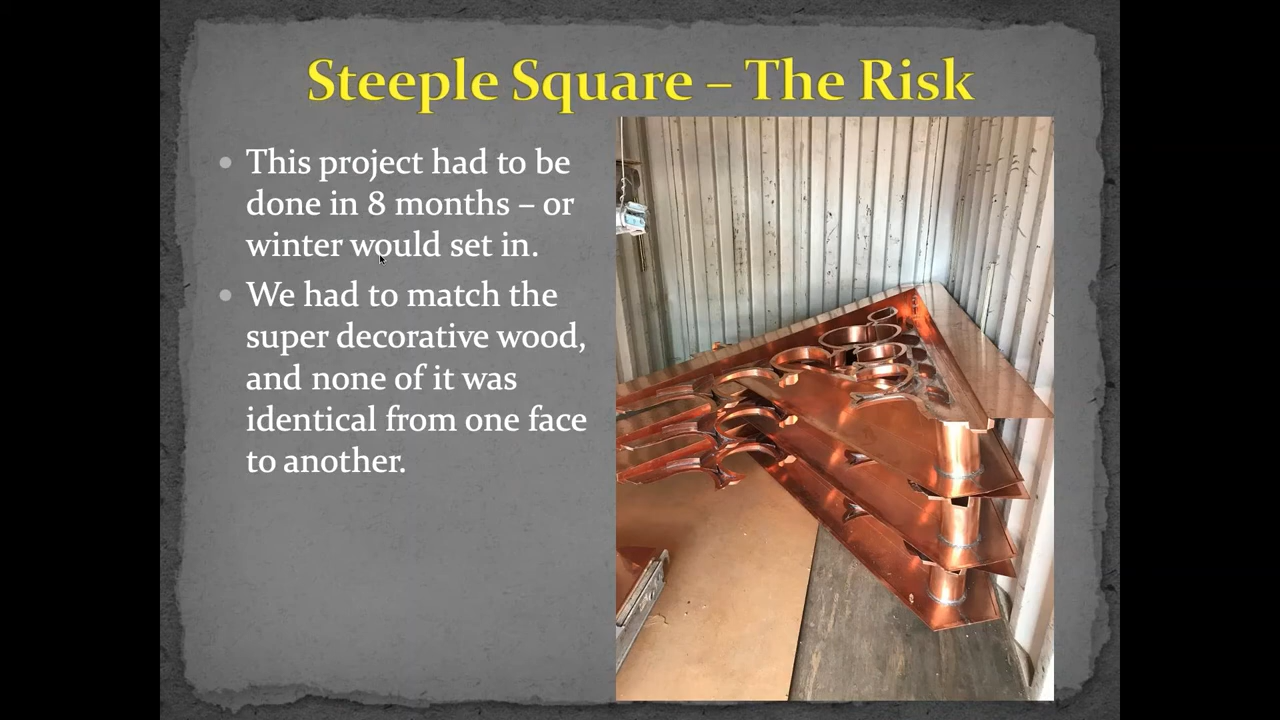 Steeple Square – The Risk
This project had to be
done in 8 months – or
winter would set in.
We had to match the
super decorative wood,
and none of it was
identical from one face
to another.